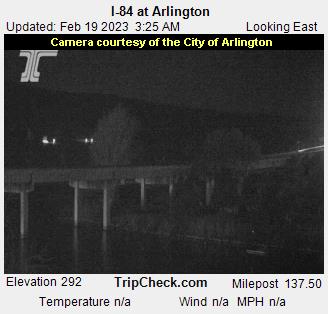 I-84 at Arlington
Updated: Feb 19 2023 3:25 AM Looking East
Camera courtesy of the City of Arlington
Elevation 292 TripCheck.com Milepost 137.50
Temperature n/a Wind n/a MPH n/a